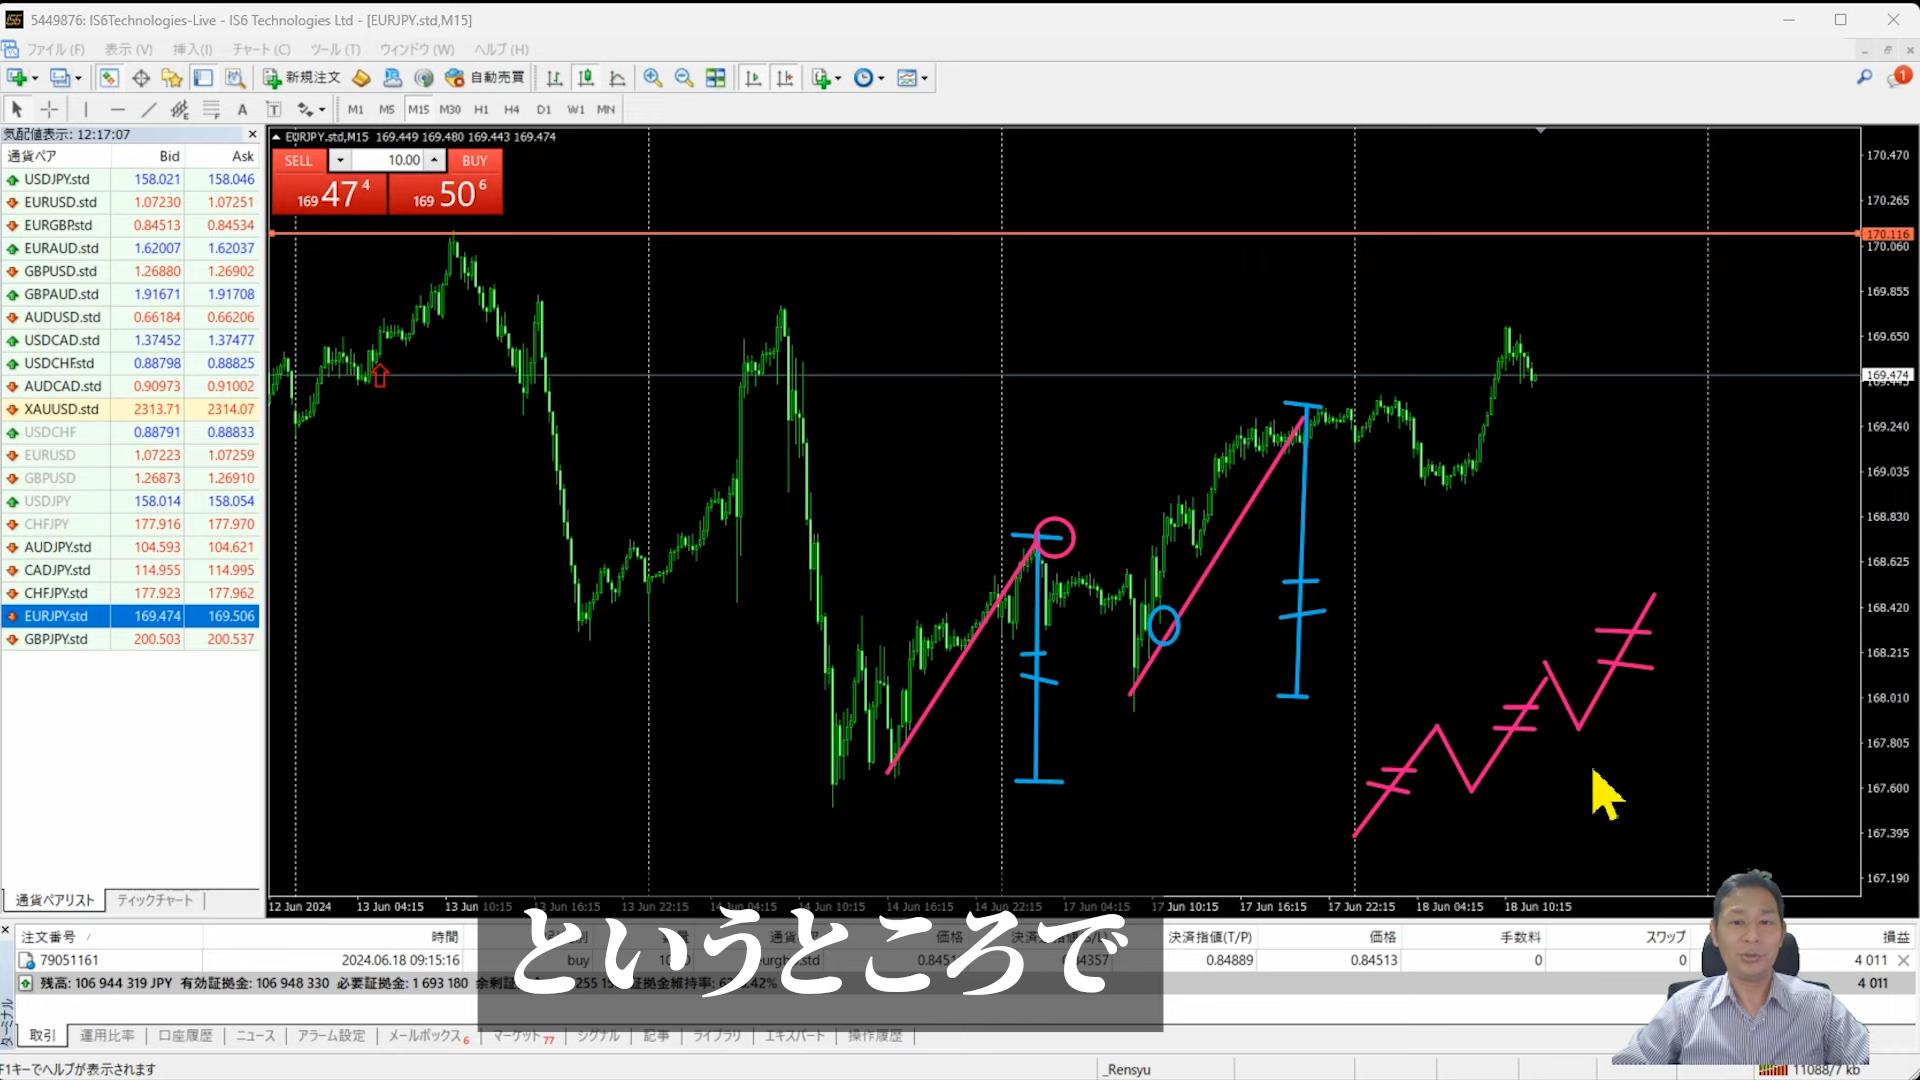 5449876: IS6Technologies-Live - IS6 Technologies Ltd - [EURJPY.std,M15]
ファイル (F) 表示 (V) 挿入(I) チャート (C) ツール (T) ウィンドウ (W) ヘルプ (H)
新規注文 自動売買 1
A T M1 M5 M15 M30 H1 H4 D1 W1 MN
気配値表示: 12:17:07
通貨ペア Bid Ask
USDJPY.std 158.021 158.046
EURUSD.std 1.07230 1.07251
EURGBP.std 0.84513 0.84534
EURAUD.std 1.62007 1.62037
GBPUSD.std 1.26880 1.26902
GBPAUD.std 1.91671 1.91708
AUDUSD.std 0.66184 0.66206
USDCAD.std 1.37452 1.37477
USDCHF.std 0.88798 0.88825
AUDCAD.std 0.90973 0.91002
XAUUSD.std 2313.71 2314.07
USDCHF 0.88791 0.88833
EURUSD 1.07223 1.07259
GBPUSD 1.26873 1.26910
USDJPY 158.014 158.054
CHFJPY 177.916 177.970
AUDJPY.std 104.593 104.621
CADJPY.std 114.955 114.995
CHFJPY.std 177.923 177.962
EURJPY.std 169.474 169.506
GBPJPY.std 200.503 200.537
通貨ペアリスト ティックチャート
EURJPY.std,M15 169.449 169.480 169.443 169.474
SELL 10.00 BUY
169 47 4 169 50 6
170.470
170.265
170.116
170.060
169.855
169.650
169.474
169.240
169.035
168.830
168.625
168.420
168.215
168.010
167.805
167.600
167.395
167.190
12 Jun 2024 13 Jun 04:15 13 Jun 10:15 13 Jun 16:15 13 Jun 22:15 14 Jun 04:15 14 Jun 10:15 14 Jun 16:15 14 Jun 22:15 17 Jun 04:15 17 Jun 10:15 17 Jun 16:15 17 Jun 22:15 18 Jun 04:15 18 Jun 10:15
というところで
注文番号 時間 価格 決済指値(T/P) 価格 手数料 スワップ 損益
79051161 2024.06.18 09:15:16 buy 0.84889 0.84513 0 0 4 011
残高: 106 944 319 JPY 有効証拠金: 106 948 330 必要証拠金: 1 693 180 4 011
取引 運用比率 口座履歴 ニュース アラーム設定 メールボックス 6 マーケット 77 シグナル 記事 ライブラリ エキスパート 操作履歴
ターミナル
F1キーでヘルプが表示されます _Rensyu 11088/7 kb